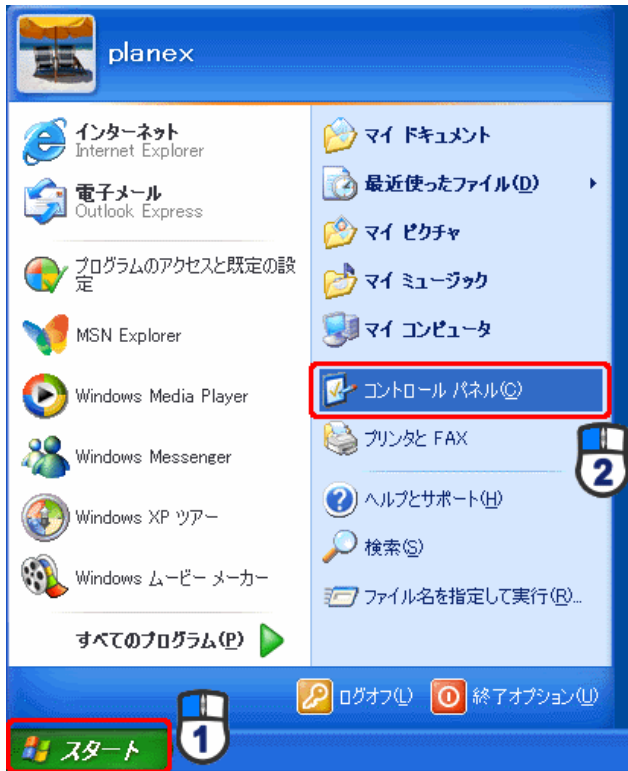 planex
インターネット
Internet Explorer
電子メール
Outlook Express
プログラムのアクセスと既定の設
定
MSN Explorer
Windows Media Player
Windows Messenger
Windows XP ツアー
Windows ムービー メーカー
すべてのプログラム(P)
マイ ドキュメント
最近使ったファイル(D)
マイ ピクチャ
マイ ミュージック
マイ コンピュータ
コントロール パネル(C)
プリンタと FAX
2
ヘルプとサポート(H)
検索(S)
ファイル名を指定して実行(R)...
ログオフ(L)
終了オプション(U)
スタート
1